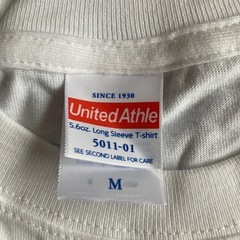 SINCE 1930
United Athle
5.6oz. Long Sleeve T-shirt
5011-01
SEE SECOND LABEL FOR CARE
M